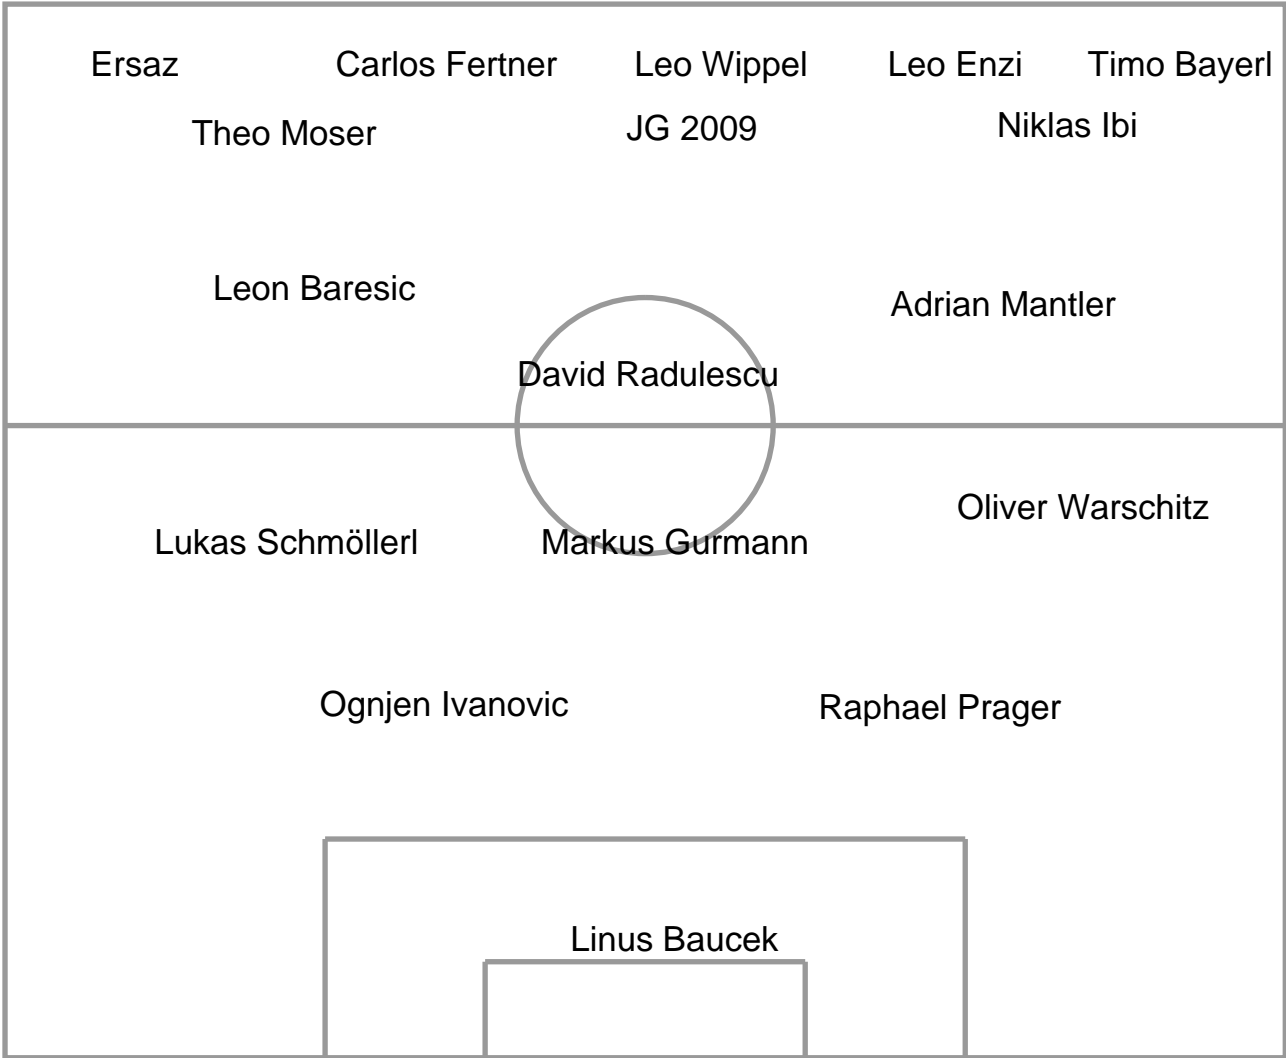 Ersaz Carlos Fertner Leo Wippel Leo Enzi Timo Bayerl
Theo Moser JG 2009 Niklas Ibi
Leon Baresic Adrian Mantler
David Radulescu
Lukas Schmöllerl Markus Gurmann Oliver Warschitz
Ognjen Ivanovic Raphael Prager
Linus Baucek